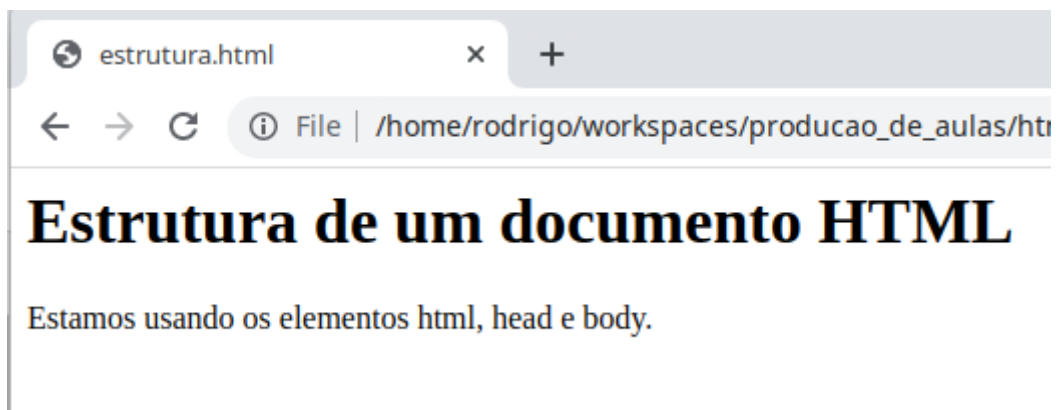 estrutura.html
File /home/rodrigo/workspaces/producao_de_aulas/
Estrutura de um documento HTML
Estamos usando os elementos html, head e body.